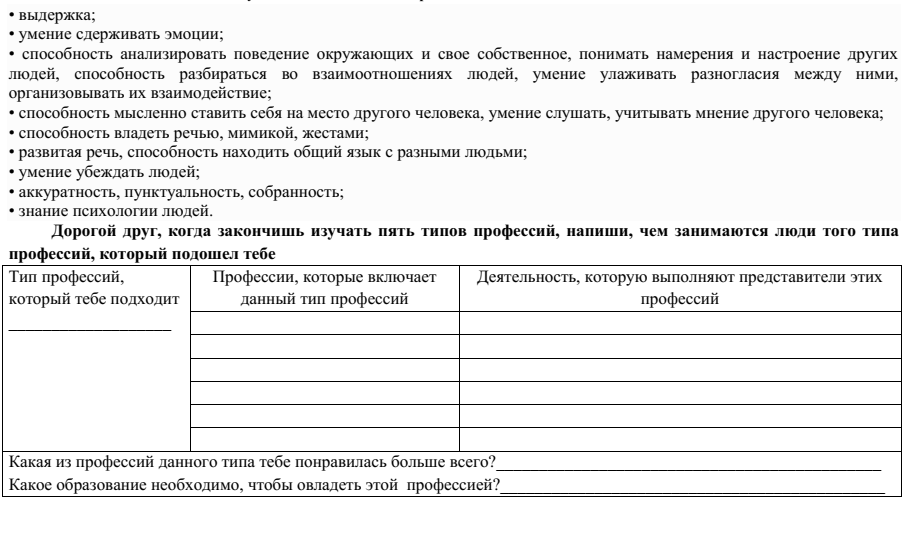 • выдержка;
• умение сдерживать эмоции;
• способность анализировать поведение окружающих и свое собственное, понимать намерения и настроение других
людей, способность разбираться во взаимоотношениях людей, умение улаживать разногласия между ними,
организовывать их взаимодействие;
• способность мысленно ставить себя на место другого человека, умение слушать, учитывать мнение другого человека;
• способность владеть речью, мимикой, жестами;
• развитая речь, способность находить общий язык с разными людьми;
• умение убеждать людей;
• аккуратность, пунктуальность, собранность;
• знание психологии людей.
Дорогой друг, когда закончишь изучать пять типов профессий, напиши, чем занимаются люди того типа
профессий, который подошел тебе
Тип профессий,
который тебе подходит
___________________
Профессии, которые включает
данный тип профессий
Деятельность, которую выполняют представители этих
профессий
Какая из профессий данного типа тебе понравилась больше всего?_____________________________________________
Какое образование необходимо, чтобы овладеть этой профессией?_____________________________________________